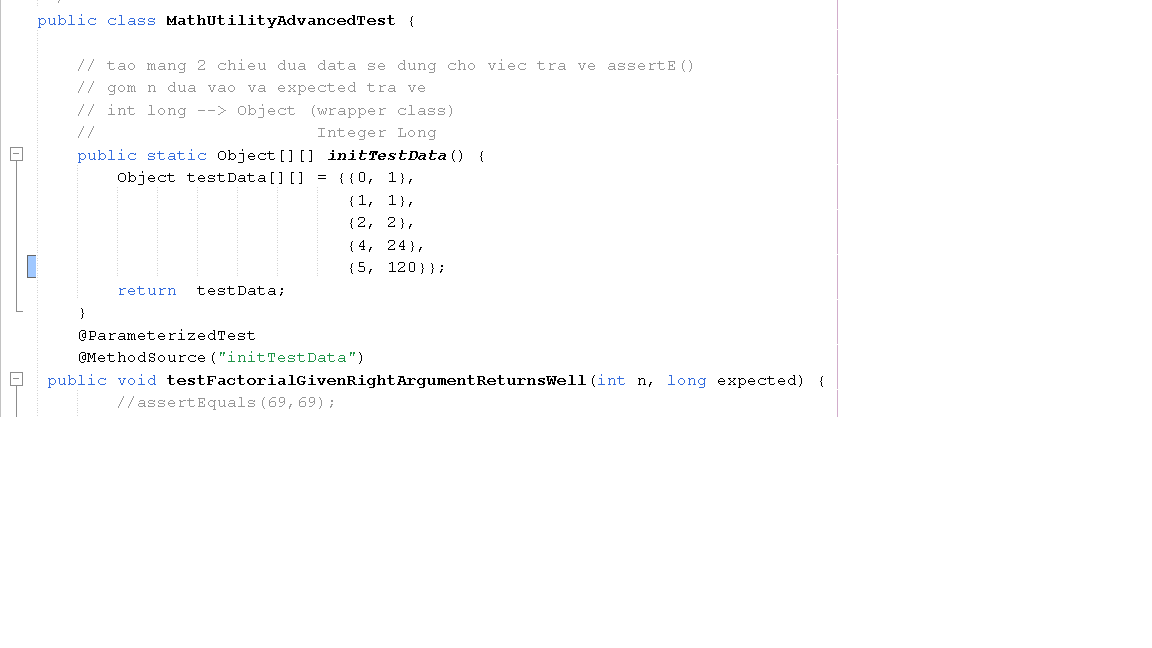 public class MathUtilityAdvancedTest {
// tao mang 2 chieu dua data se dung cho viec tra ve assertE()
// gom n dua vao va expected tra ve
// int long --> Object (wrapper class)
// Integer Long
public static Object[][] initTestData() {
Object testData[][] = {{0, 1},
{1, 1},
{2, 2},
{4, 24},
{5, 120}};
return testData;
}
@ParameterizedTest
@MethodSource("initTestData")
public void testFactorialGivenRightArgumentReturnsWell(int n, long expected) {
//assertEquals(69,69);